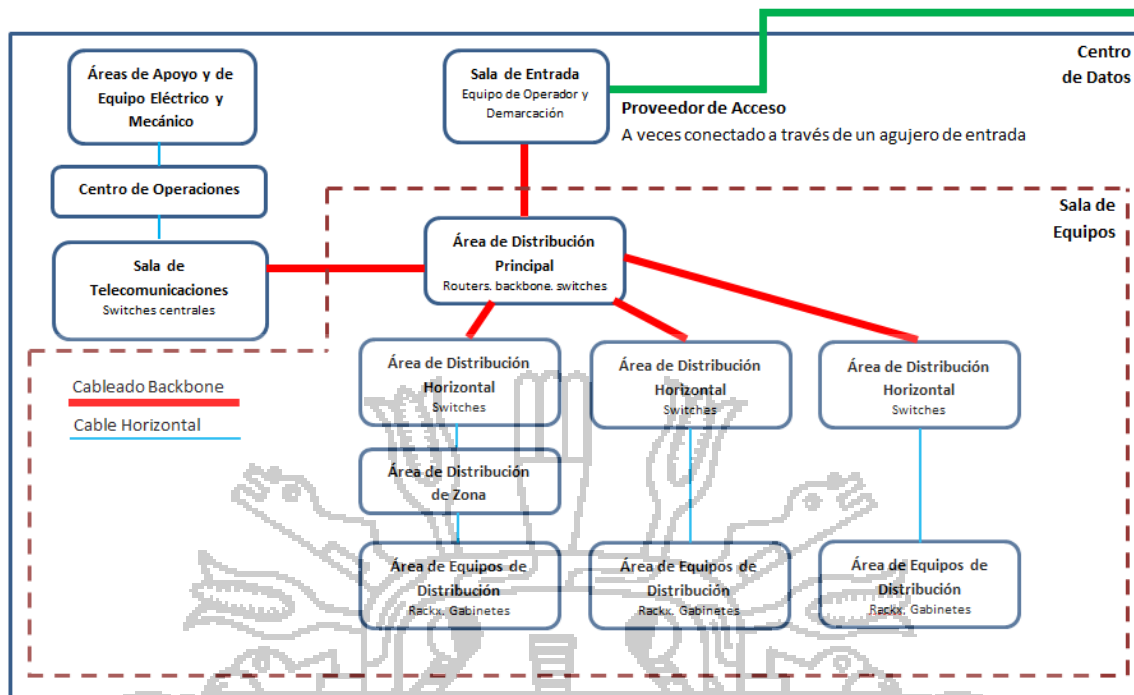 Centro
de Datos
Áreas de Apoyo y de
Equipo Eléctrico y
Mecánico
Sala de Entrada
Equipo de Operador y
Demarcación
Proveedor de Acceso
A veces conectado a través de un agujero de entrada
Centro de Operaciones
Sala de
Equipos
Sala de
Telecomunicaciones
Switches centrales
Área de Distribución
Principal
Routers. backbone. switches
Área de Distribución
Horizontal
Switches
Área de Distribución
Horizontal
Switches
Área de Distribución
Horizontal
Switches
Cableado Backbone
Cable Horizontal
Área de Distribución
de Zona
Área de Equipos de
Distribución
Rackx. Gabinetes
Área de Equipos de
Distribución
Rackx. Gabinetes
Área de Equipos de
Distribución
Rackx. Gabinetes